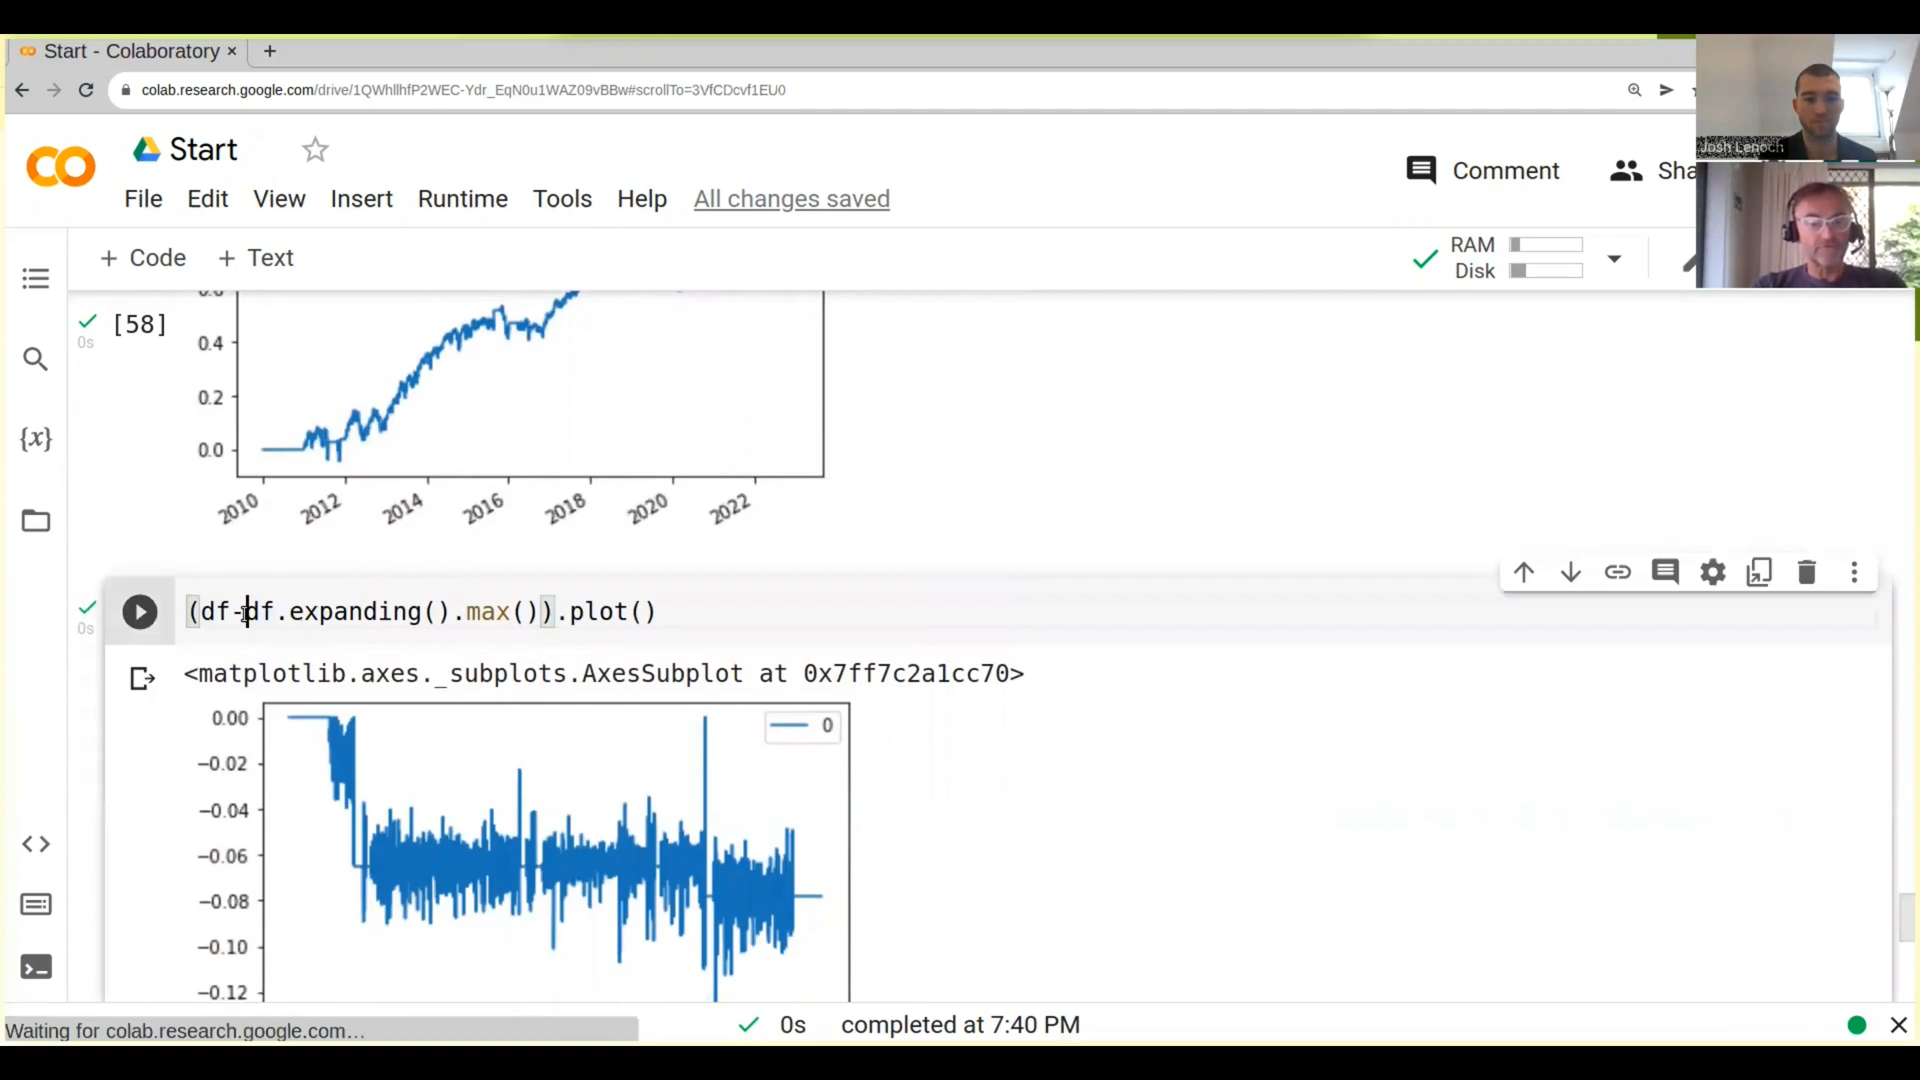 Start - Colaboratory
colab.research.google.com/drive/1QWhllhfP2WEC-Ydr_EqN0u1WAZ09vBBw#scrollTo=3VfCDcvf1EU0
Start
File Edit View Insert Runtime Tools Help All changes saved
Comment
Sha
Josh Lenoch
+ Code + Text
RAM
Disk
[58]
0s
0.4
0.2
0.0
2010 2012 2014 2016 2018 2020 2022
(df-df.expanding().max()).plot()
0s
<matplotlib.axes._subplots.AxesSubplot at 0x7ff7c2a1cc70>
0.00
0
−0.02
−0.04
−0.06
−0.08
−0.10
−0.12
Waiting for colab.research.google.com…
0s completed at 7:40 PM